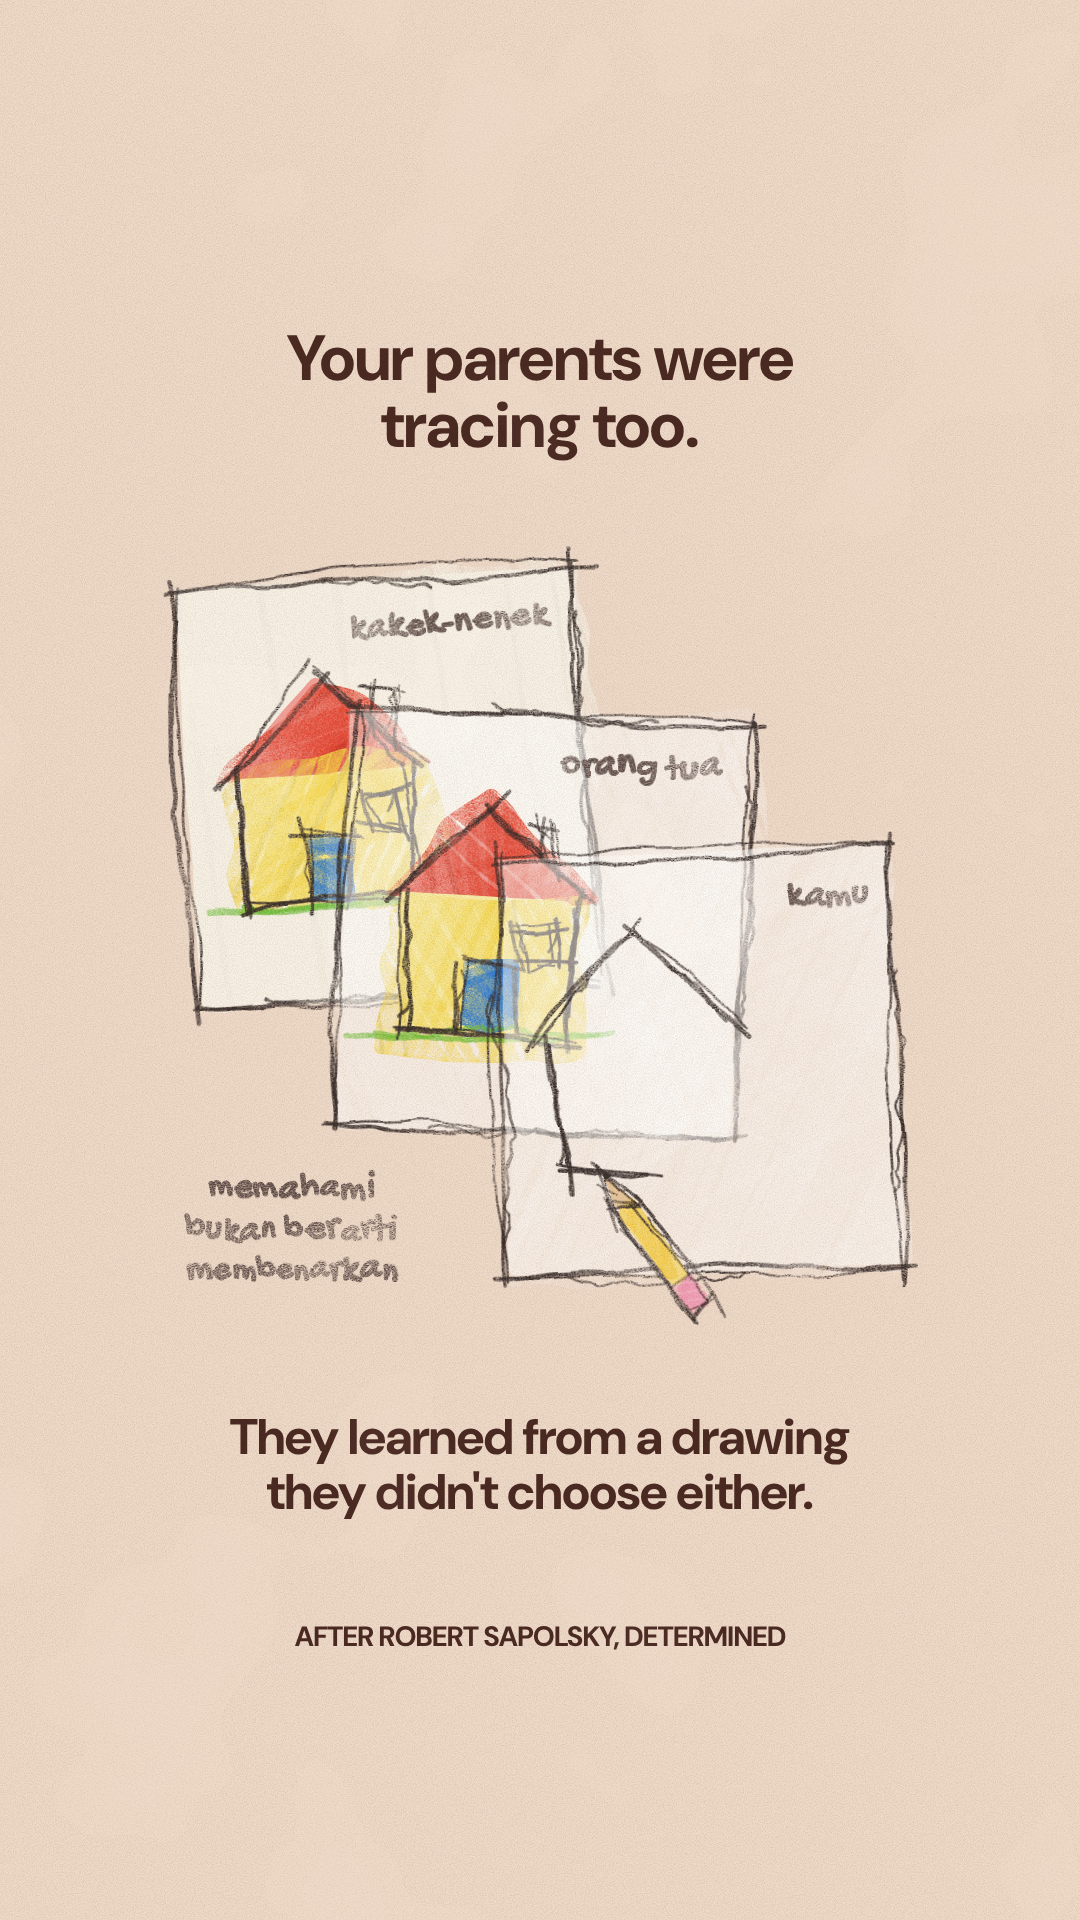 Your parents were
tracing too.
kakek-nenek
orang tua
kamu
memahami
bukan berarti
membenarkan
They learned from a drawing
they didn't choose either.
AFTER ROBERT SAPOLSKY, DETERMINED